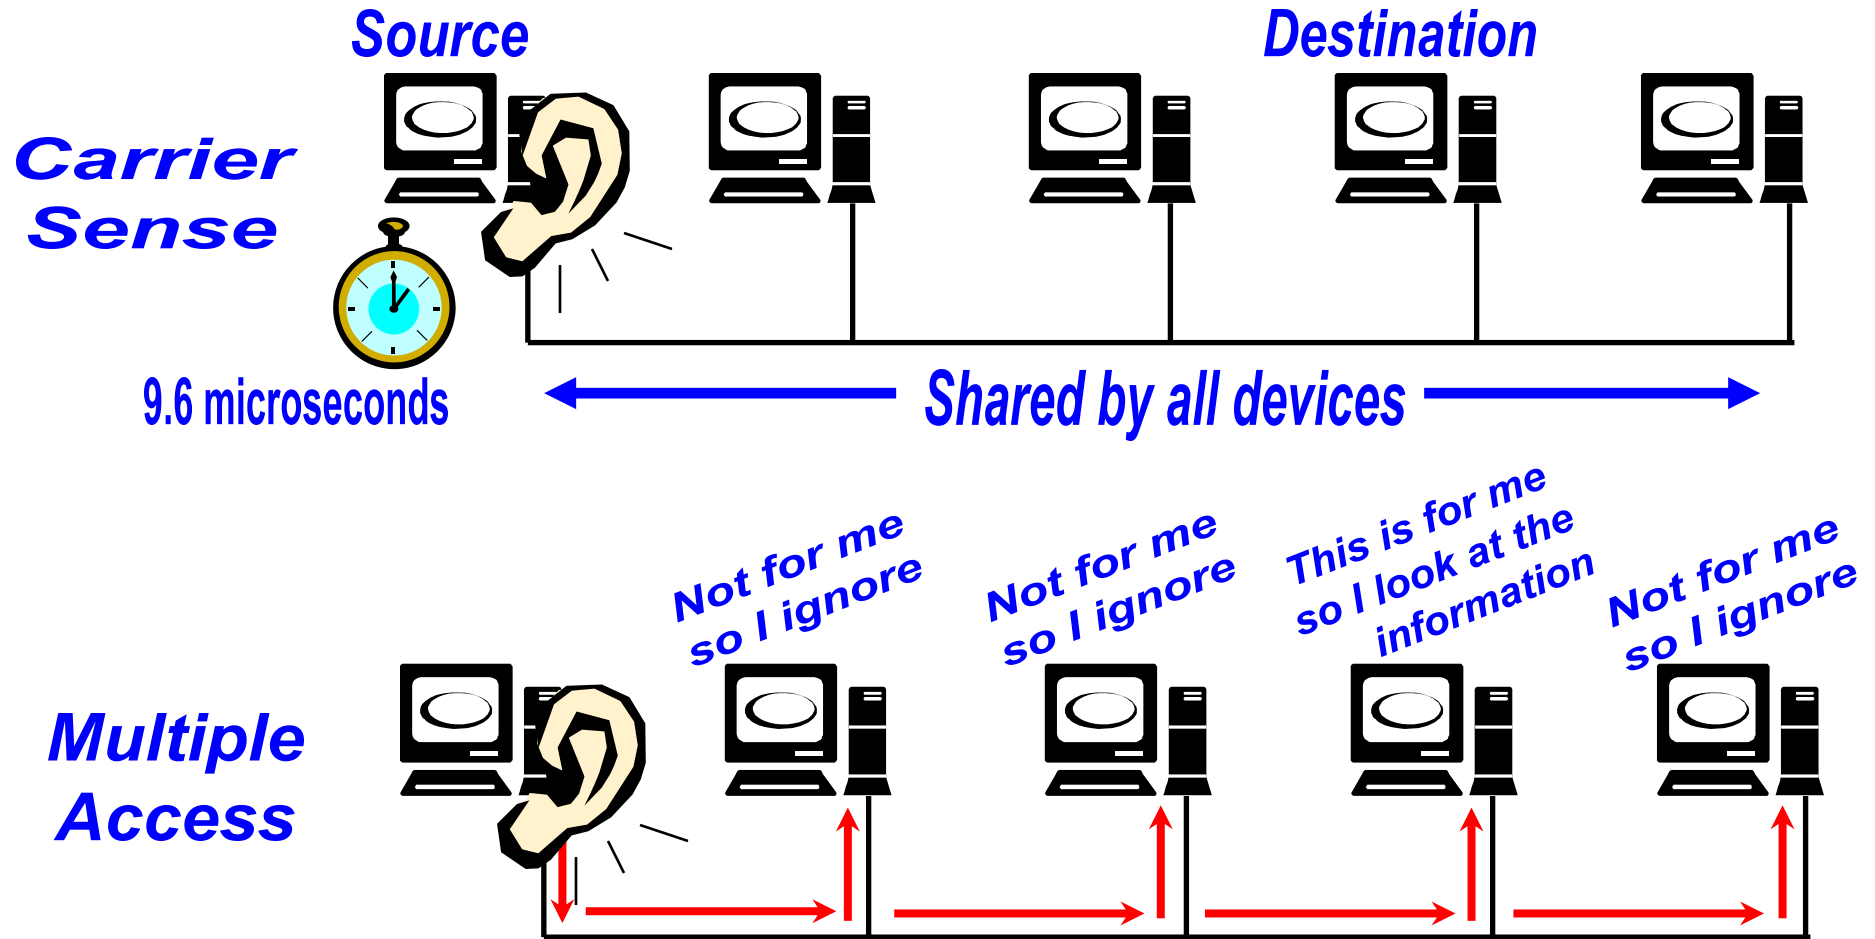 Source
Destination
Carrier
Sense
9.6 microseconds
Shared by all devices
Not for me
so I ignore
Not for me
so I ignore
This is for me
so I look at the
information
Not for me
so I ignore
Multiple
Access